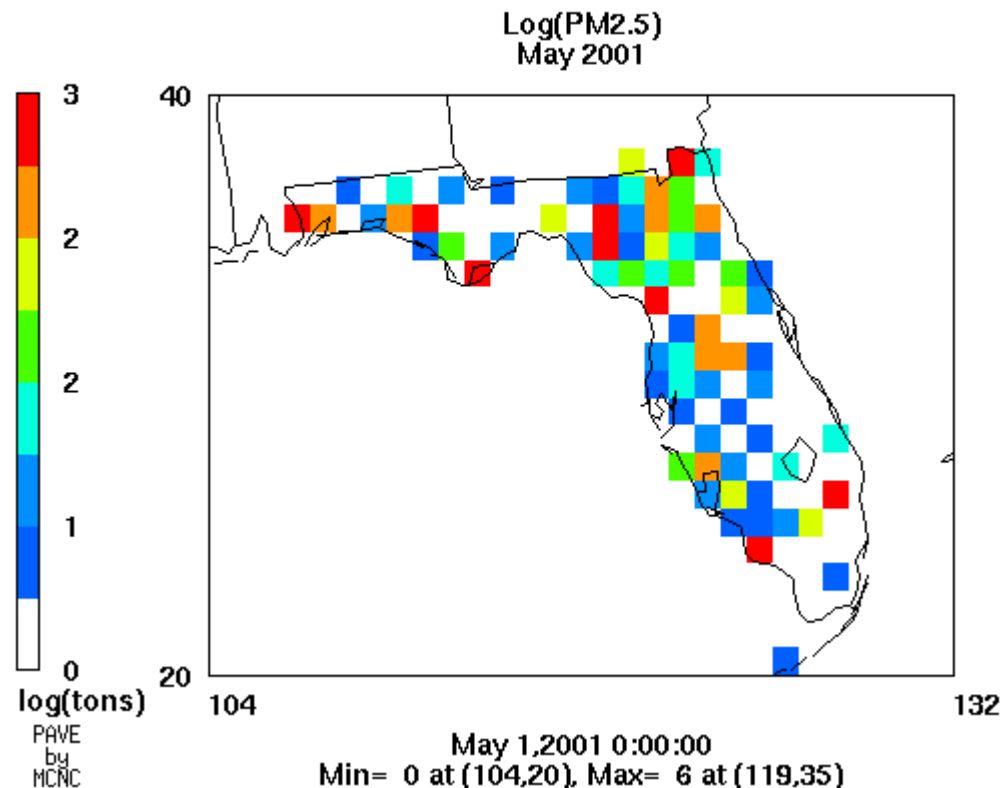 Log(PM2.5)
May 2001
3
2
2
1
0
log(tons)
PAVE
by
MCNC
40
20
104
132
May 1,2001 0:00:00
Min= 0 at (104,20), Max= 6 at (119,35)